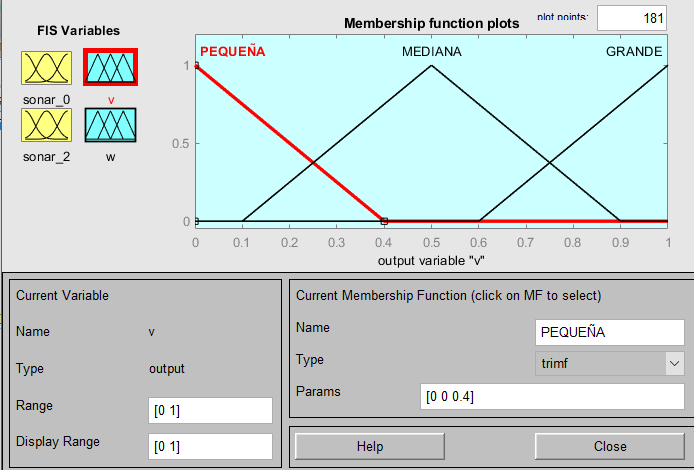 FIS Variables
Membership function plots
plot points:
181
sonar_0
v
sonar_2
w
PEQUEÑA
MEDIANA
GRANDE
1
0.5
0
0
0.1
0.2
0.3
0.4
0.5
0.6
0.7
0.8
0.9
1
output variable "v"
Current Variable
Name
v
Type
output
Range
[0 1]
Display Range
[0 1]
Current Membership Function (click on MF to select)
Name
PEQUEÑA
Type
trimf
Params
[0 0 0.4]
Help
Close